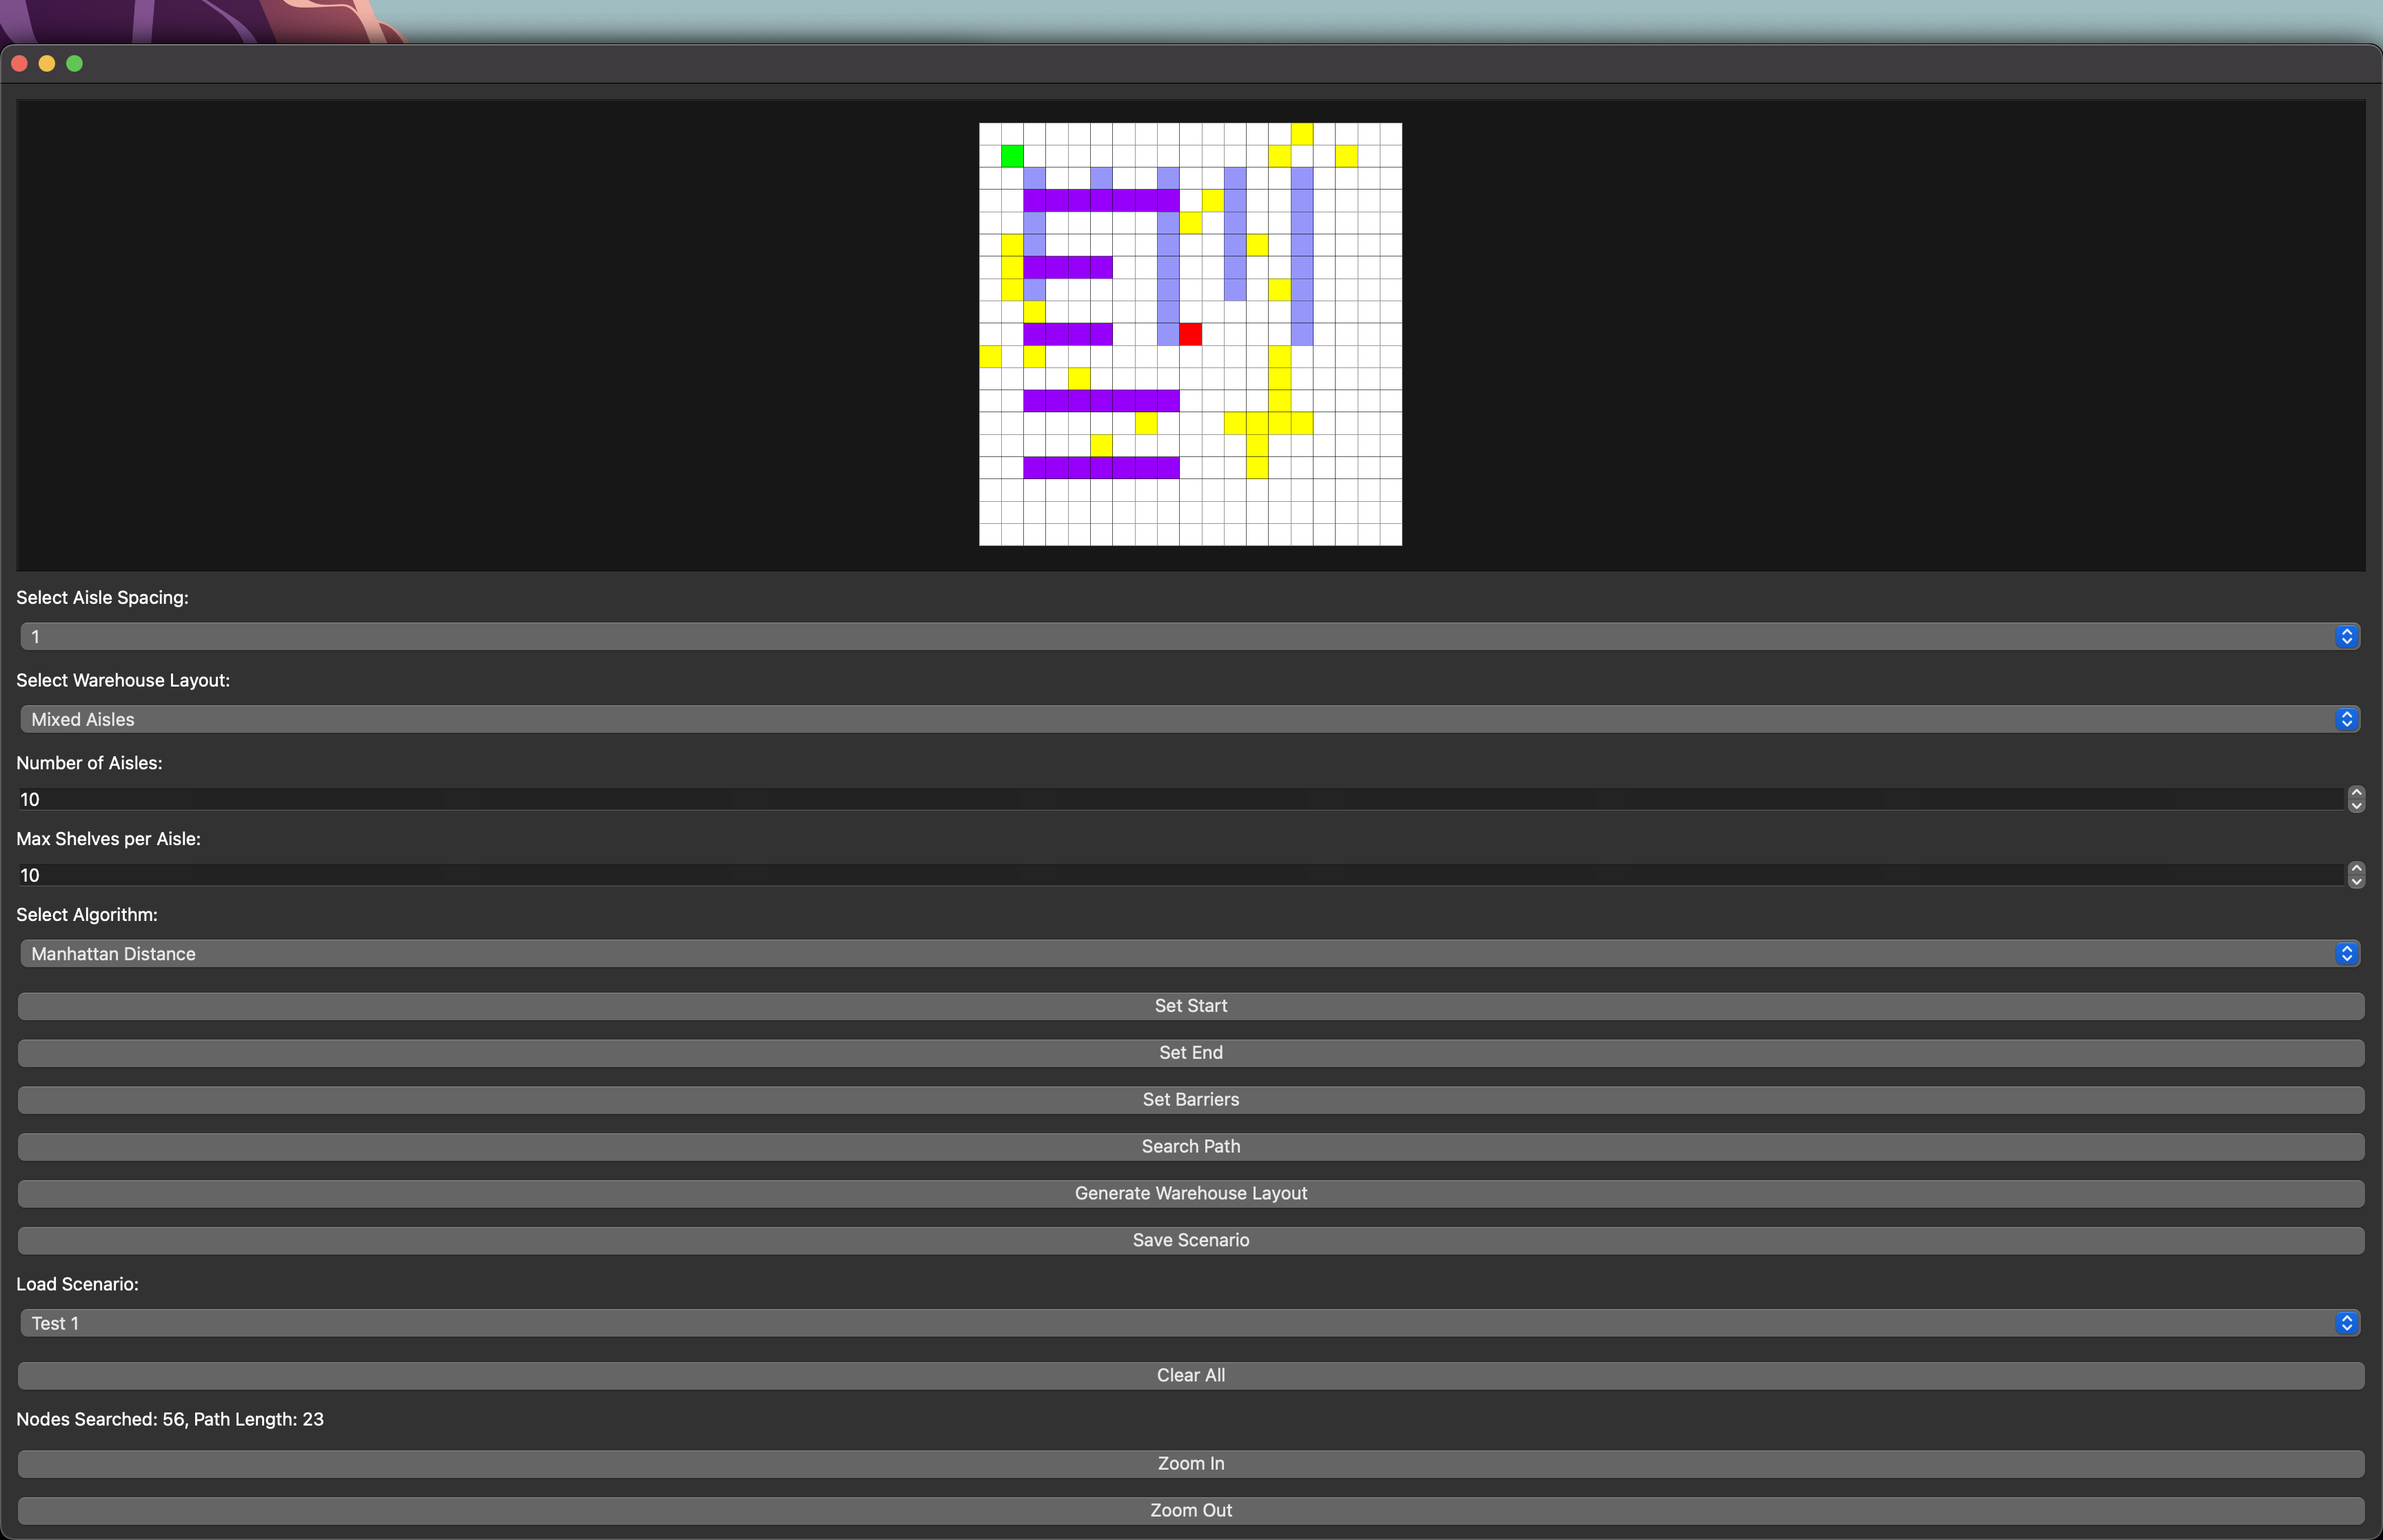 Select Aisle Spacing:
1
Select Warehouse Layout:
Mixed Aisles
Number of Aisles:
10
Max Shelves per Aisle:
10
Select Algorithm:
Manhattan Distance
Set Start
Set End
Set Barriers
Search Path
Generate Warehouse Layout
Save Scenario
Load Scenario:
Test 1
Clear All
Nodes Searched: 56, Path Length: 23
Zoom In
Zoom Out